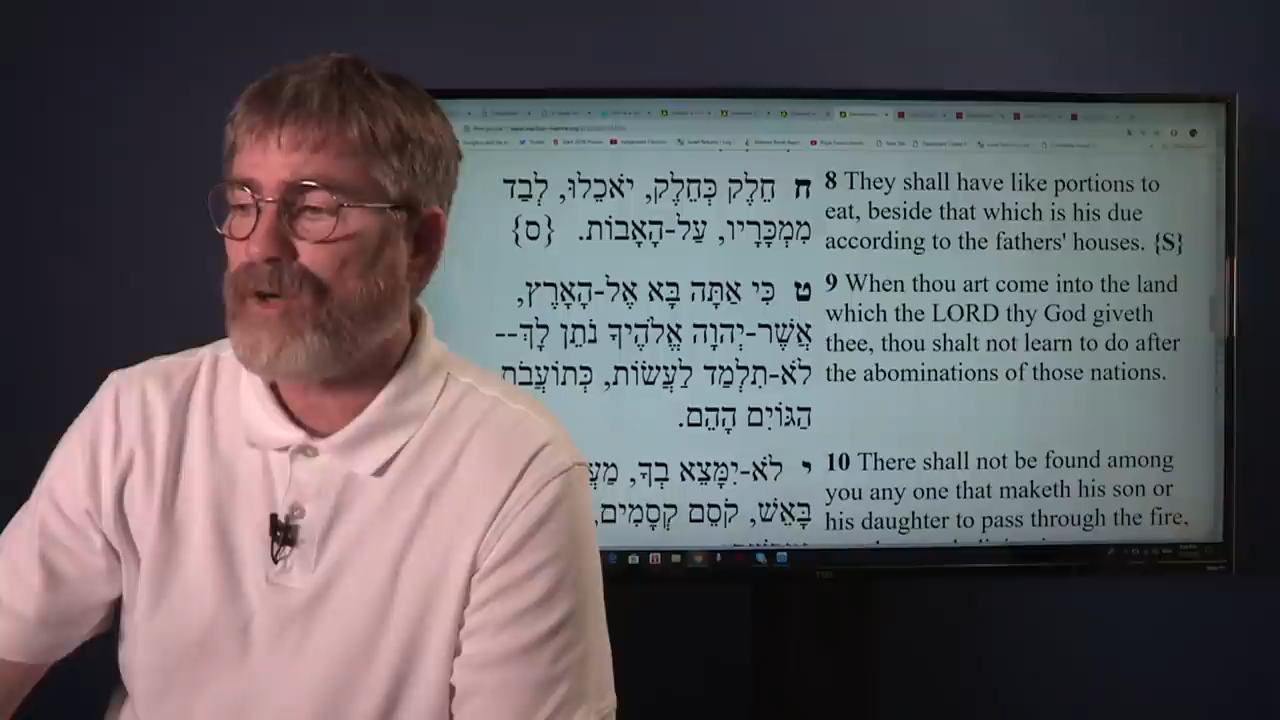 ח חֵלֶק כְּחֵלֶק, יֹאכֵלוּ, לְבַד
מִמְכָּרָיו, עַל-הָאָבוֹת. {ס}
8 They shall have like portions to
eat, beside that which is his due
according to the fathers' houses. {S}
ט כִּי אַתָּה בָּא אֶל-הָאָרֶץ,
אֲשֶׁר-יְהוָה אֱלֹהֶיךָ נֹתֵן לָךְ--
לֹא-תִלְמַד לַעֲשׂוֹת, כְּתוֹעֲבֹת
הַגּוֹיִם הָהֵם.
9 When thou art come into the land
which the LORD thy God giveth
thee, thou shalt not learn to do after
the abominations of those nations.
י לֹא-יִמָּצֵא בְךָ,
בָּאֵשׁ, קֹסֵם קְסָמִים,
10 There shall not be found among
you any one that maketh his son or
his daughter to pass through the fire,